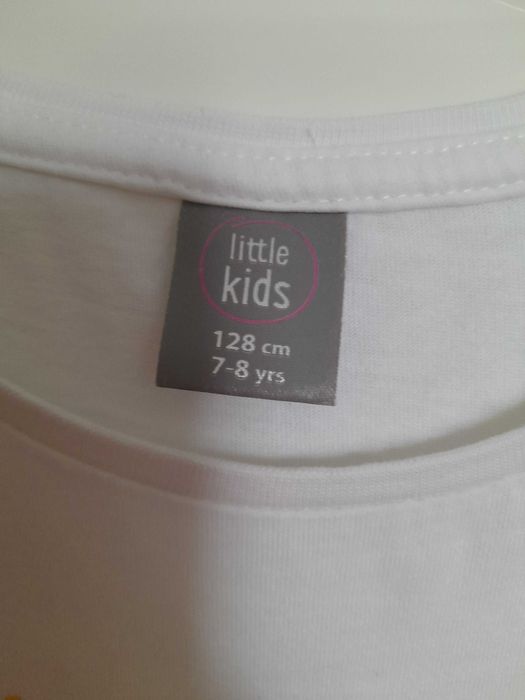 little
kids
128 cm
7-8 yrs